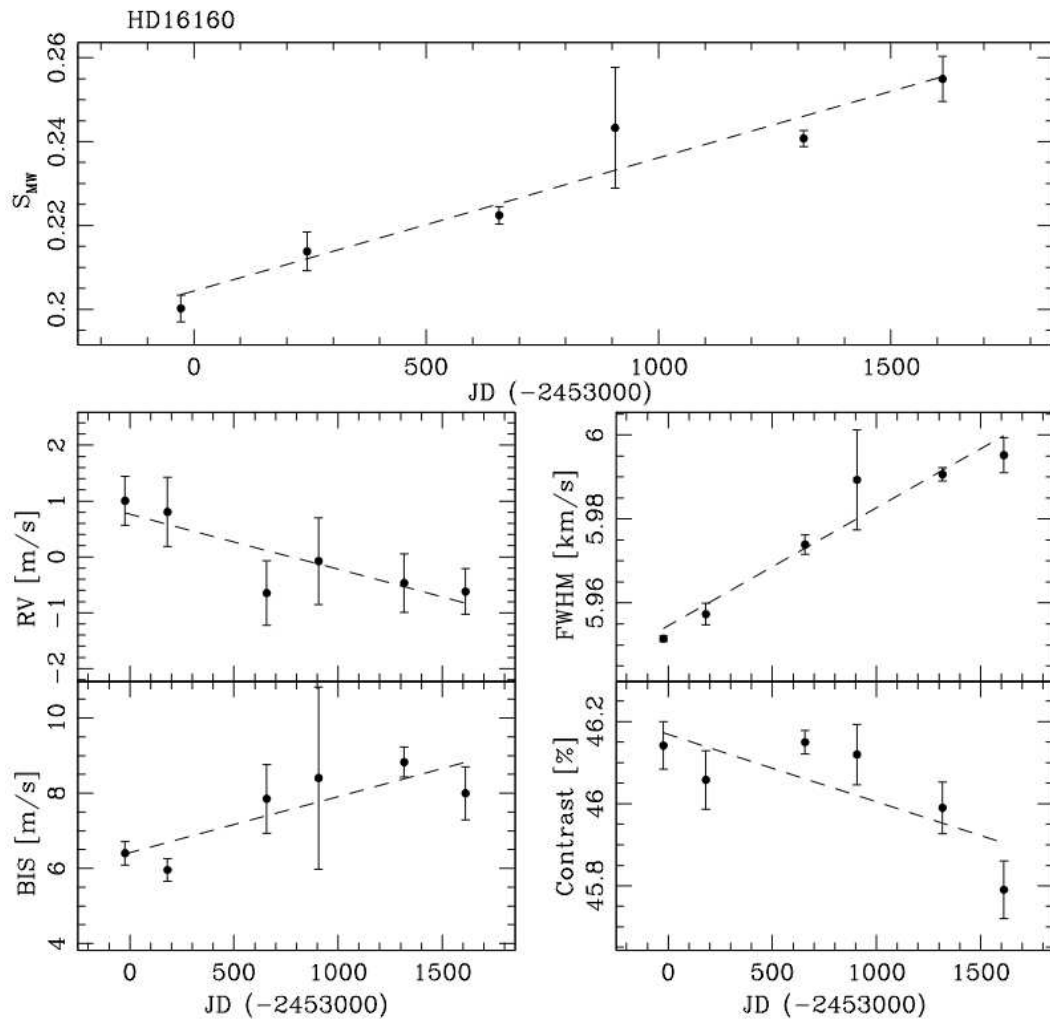 HD16160
0.26
0.24
0.222
0.2
S_MW
0 500 1000 1500
JD (-2453000)
2
1
0
-1
-2
RV [m/s]
6
5.98
5.96
FWHM [km/s]
10
8
6
4
BIS [m/s]
46.2
46
45.8
Contrast [%]
0 500 1000 1500
JD (-2453000)
0 500 1000 1500
JD (-2453000)